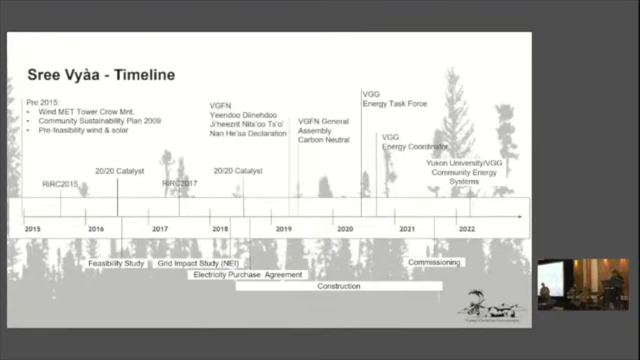 Sree Vyàa - Timeline
Pre 2015:
• Wind MET Tower Crow Mnt.
• Community Sustainability Plan 2009
• Pre-feasibility wind & solar
VGFN
Yeendoo Diinehdoo
Ji'heezrit Nits'oo Ts'o'
Nan He'aa Declaration
VGFN General
Assembly
Carbon Neutral
VGG
Energy Task Force
VGG
Energy Coordinator
Yukon University/VGG
Community Energy
Systems
RiRC2015
20/20 Catalyst
RiRC2017
20/20 Catalyst
2015 2016 2017 2018 2019 2020 2021 2022
Feasibility Study
Grid Impact Study (NEI)
Commissioning
Electricity Purchase Agreement
Construction